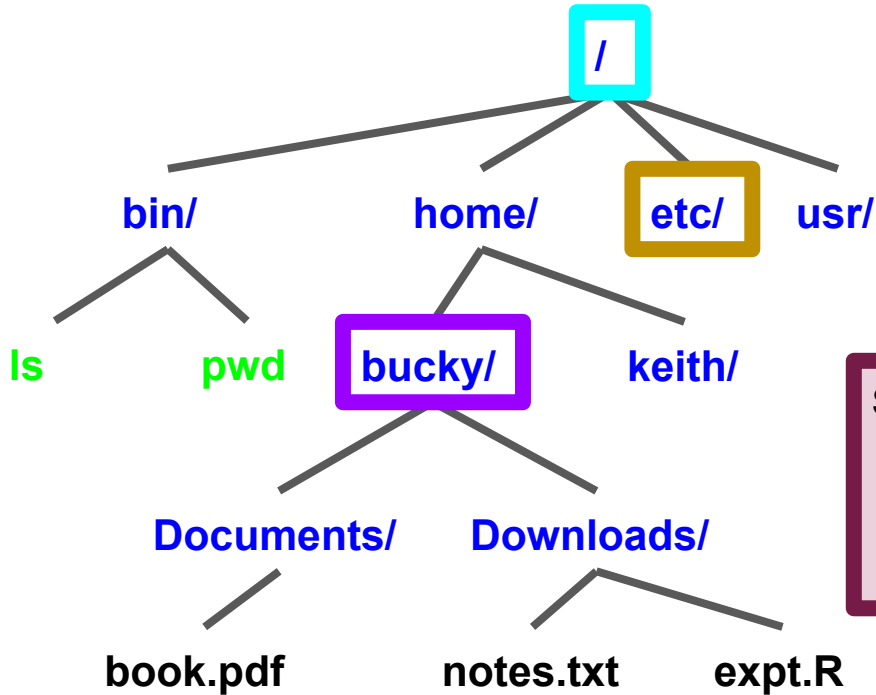 /
bin/ home/ etc/ usr/
ls pwd bucky/ keith/
Documents/ Downloads/
book.pdf notes.txt expt.R